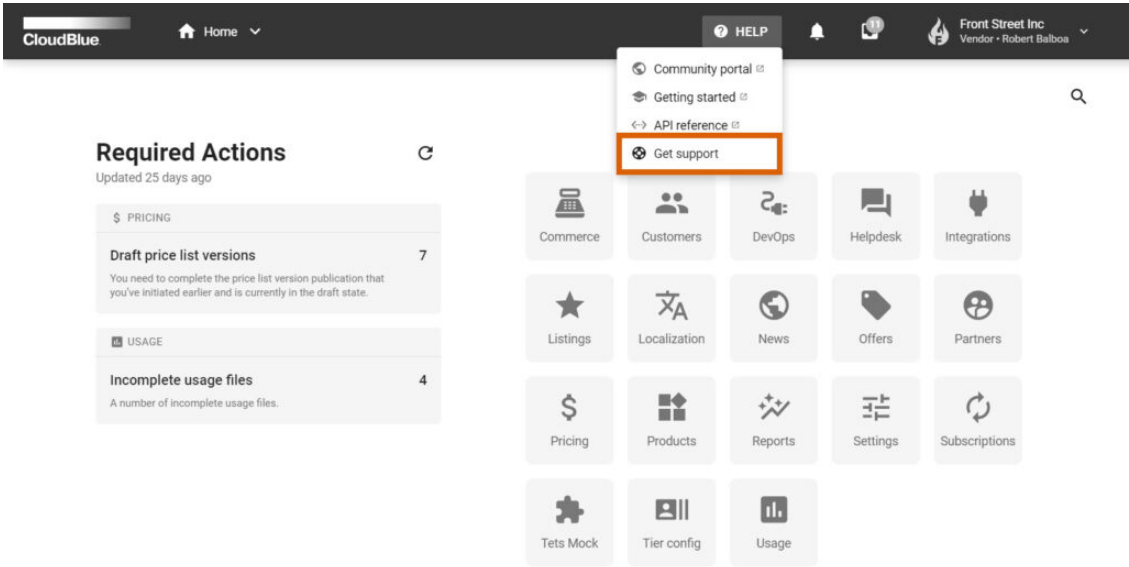 CloudBlue.
Home
HELP
11
Front Street Inc
Vendor • Robert Balboa
Community portal
Getting started
API reference
Get support
Required Actions
Updated 25 days ago
$ PRICING
Draft price list versions 7
You need to complete the price list version publication that
you've initiated earlier and is currently in the draft state.
USAGE
Incomplete usage files 4
A number of incomplete usage files.
Commerce Customers DevOps Helpdesk Integrations
Listings Localization News Offers Partners
Pricing Products Reports Settings Subscriptions
Tets Mock Tier config Usage